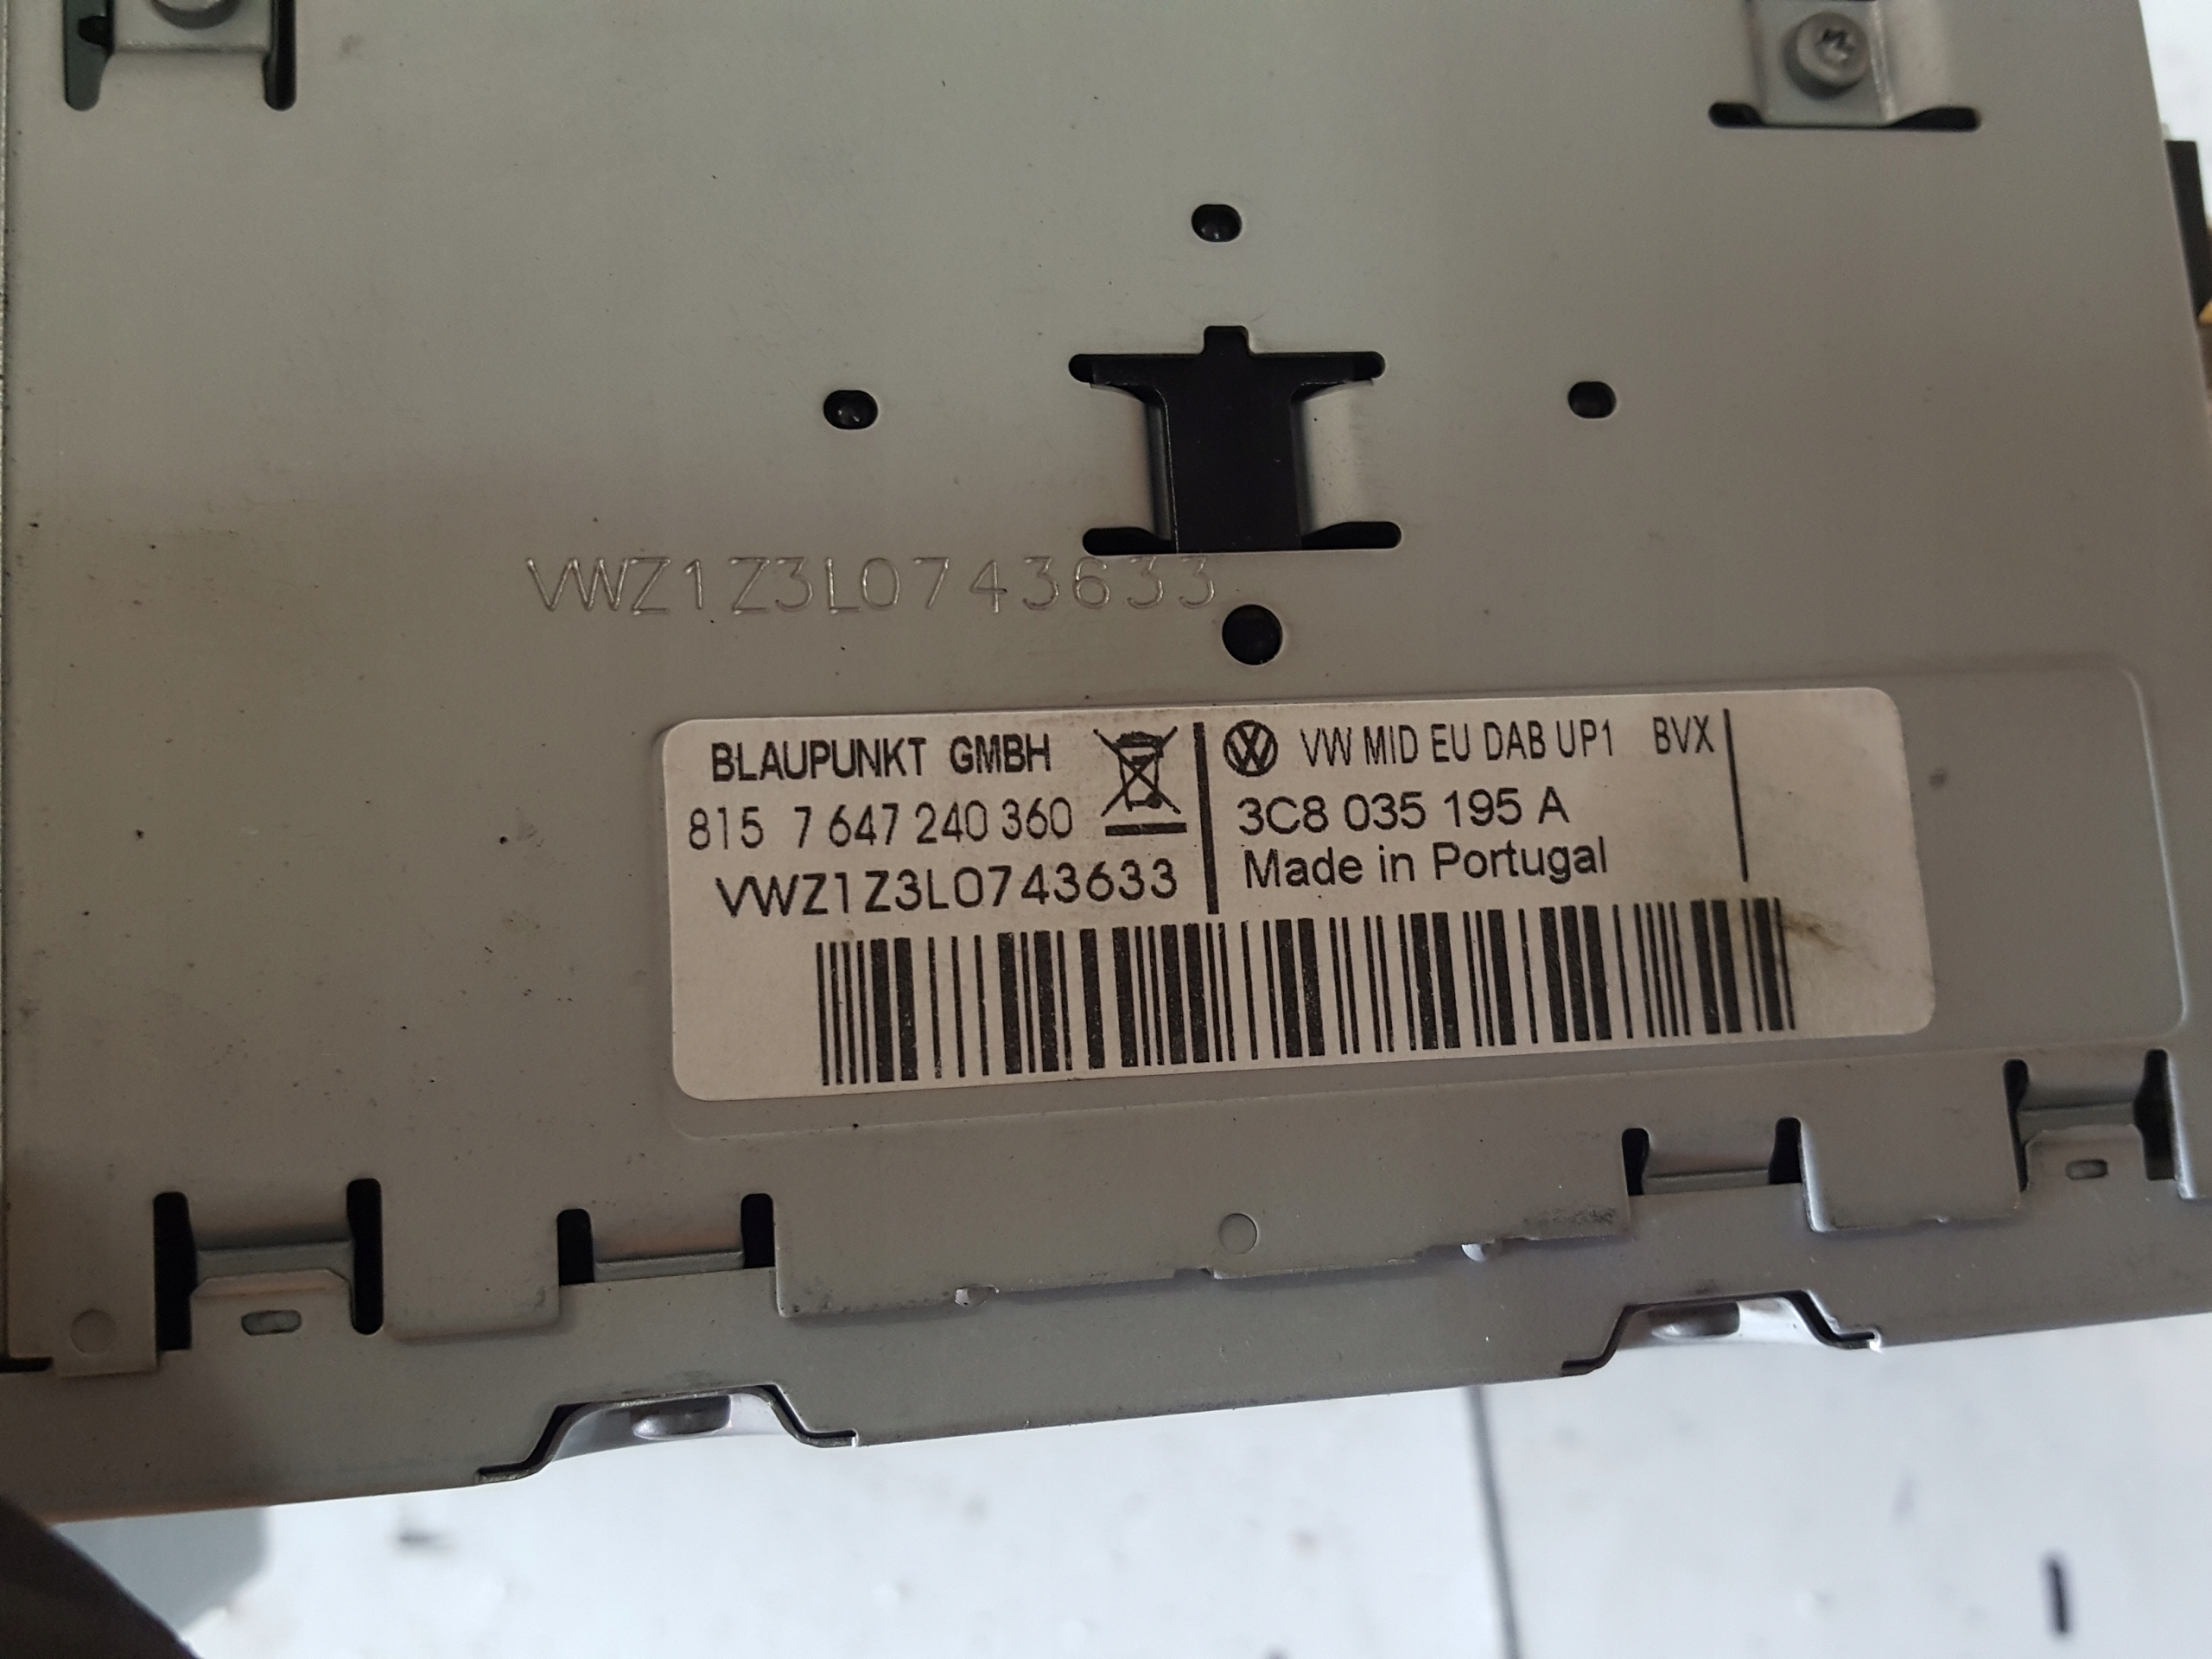 VWZ1Z3L0743633
BLAUPUNKT GMBH
815 7 647 240 360
VWZ1Z3L0743633
VW MID EU DAB UP1 BVX
3C8 035 195 A
Made in Portugal